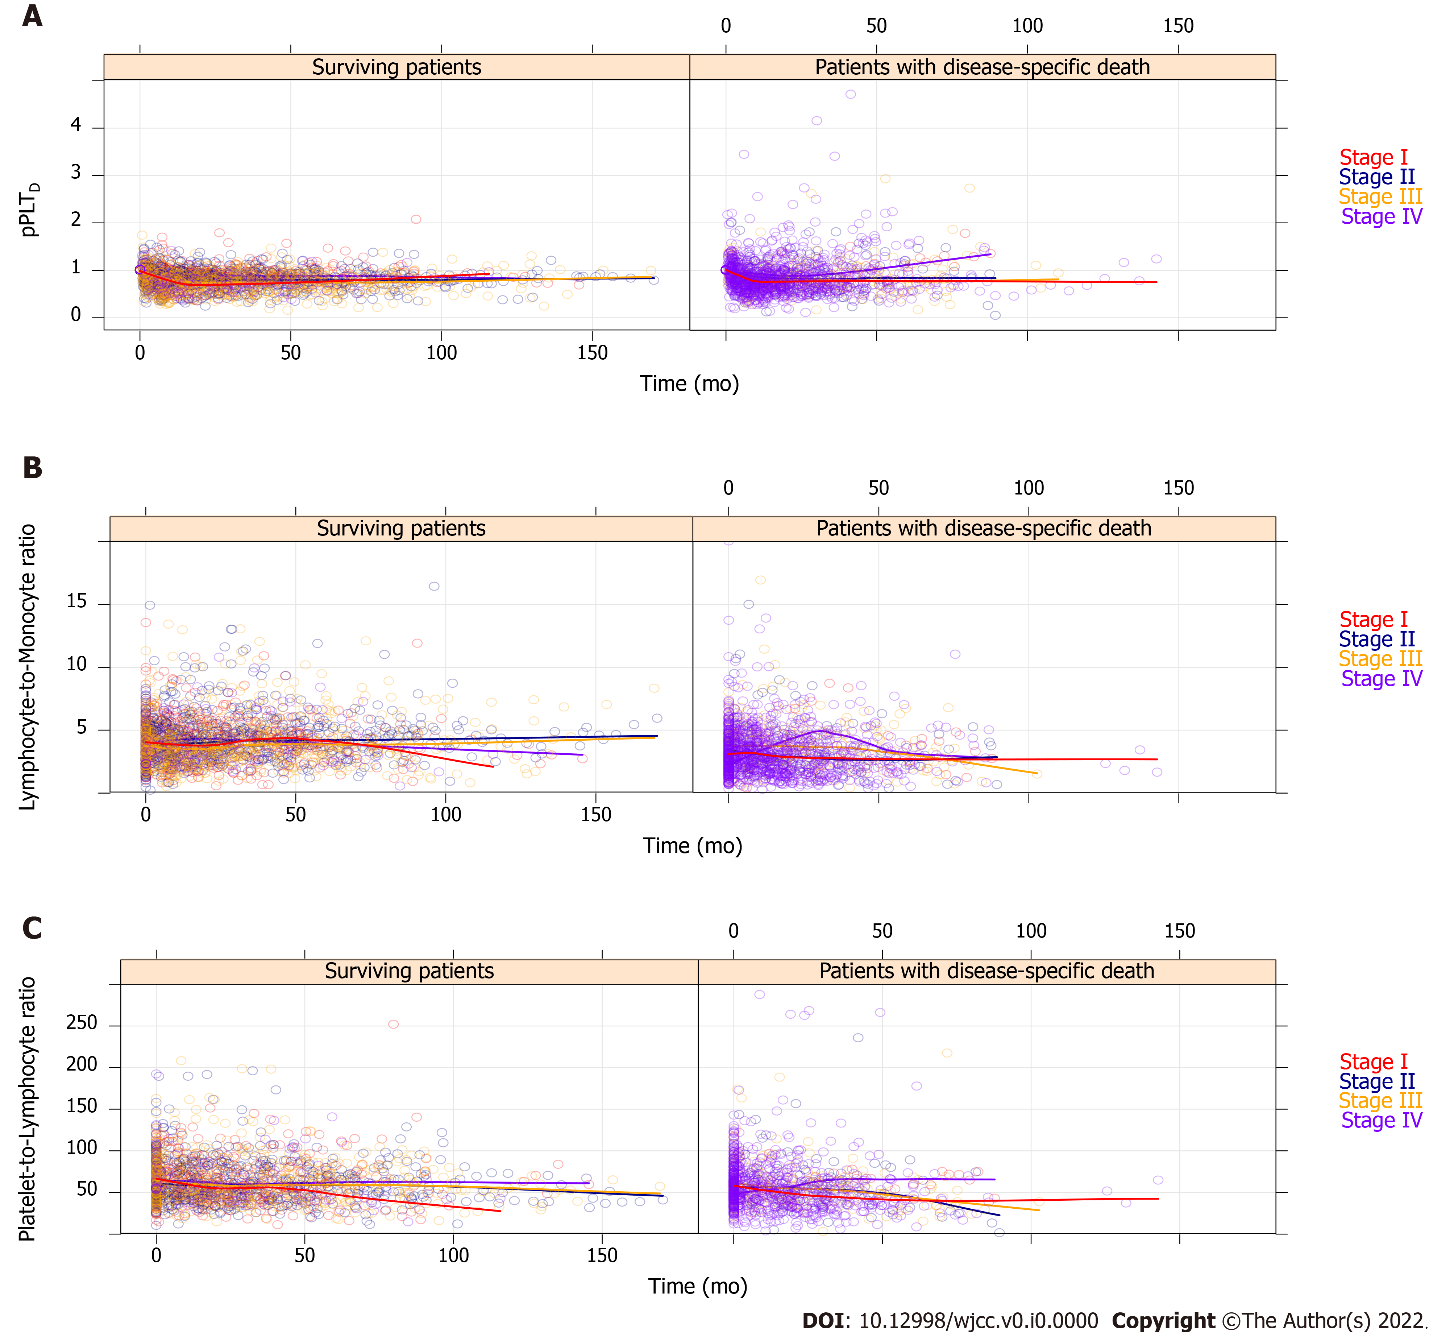 A
0 50 100 150
Surviving patients Patients with disease-specific death
4
3
2
1
0
pPLTD
Stage I
Stage II
Stage III
Stage IV
0 50 100 150
Time (mo)
B
0 50 100 150
Surviving patients Patients with disease-specific death
15
10
5
Lymphocyte-to-Monocyte ratio
Stage I
Stage II
Stage III
Stage IV
0 50 100 150
Time (mo)
C
0 50 100 150
Surviving patients Patients with disease-specific death
250
200
150
100
50
Platelet-to-Lymphocyte ratio
Stage I
Stage II
Stage III
Stage IV
0 50 100 150
Time (mo)
DOI: 10.12998/wjcc.v0.i0.0000 Copyright ©The Author(s) 2022.